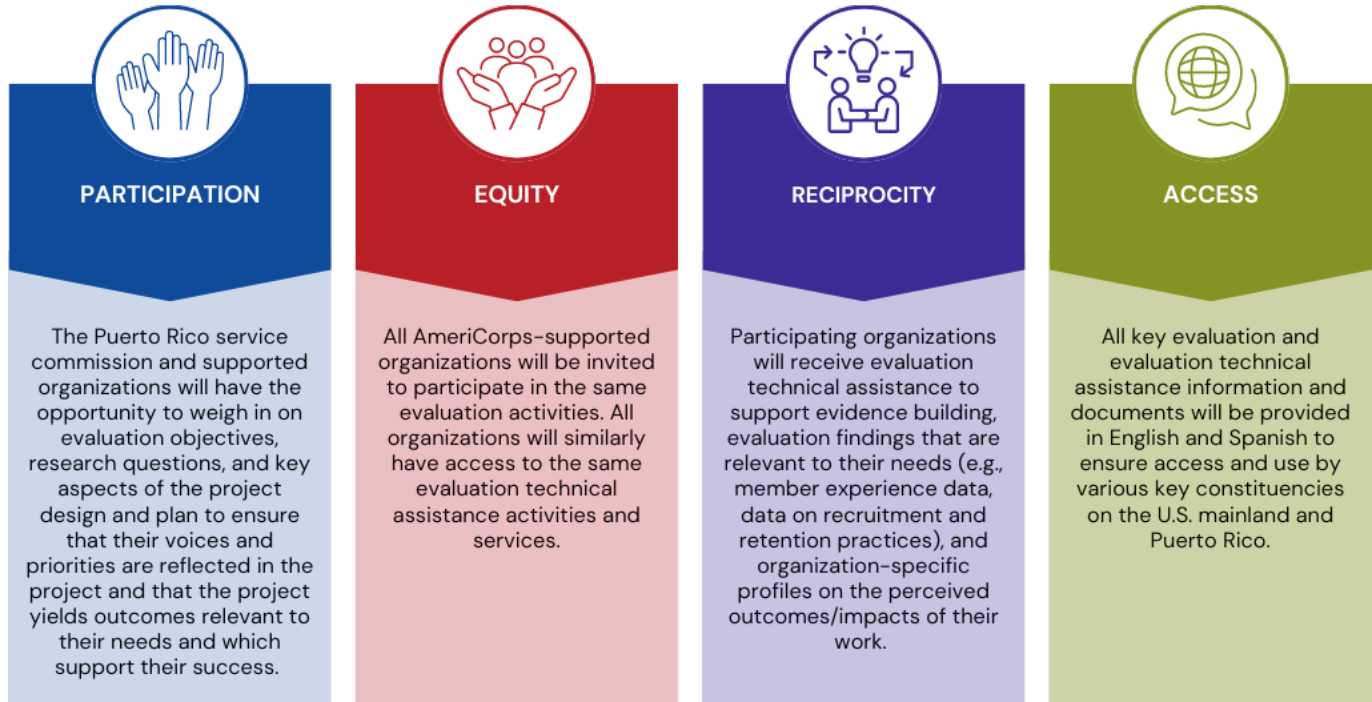 PARTICIPATION
The Puerto Rico service
commission and supported
organizations will have the
opportunity to weigh in on
evaluation objectives,
research questions, and key
aspects of the project
design and plan to ensure
that their voices and
priorities are reflected in the
project and that the project
yields outcomes relevant to
their needs and which
support their success.
EQUITY
All AmeriCorps-supported
organizations will be invited
to participate in the same
evaluation activities. All
organizations will similarly
have access to the same
evaluation technical
assistance activities and
services.
RECIPROCITY
Participating organizations
will receive evaluation
technical assistance to
support evidence building,
evaluation findings that are
relevant to their needs (e.g.,
member experience data,
data on recruitment and
retention practices), and
organization-specific
profiles on the perceived
outcomes/impacts of their
work.
ACCESS
All key evaluation and
evaluation technical
assistance information and
documents will be provided
in English and Spanish to
ensure access and use by
various key constituencies
on the U.S. mainland and
Puerto Rico.